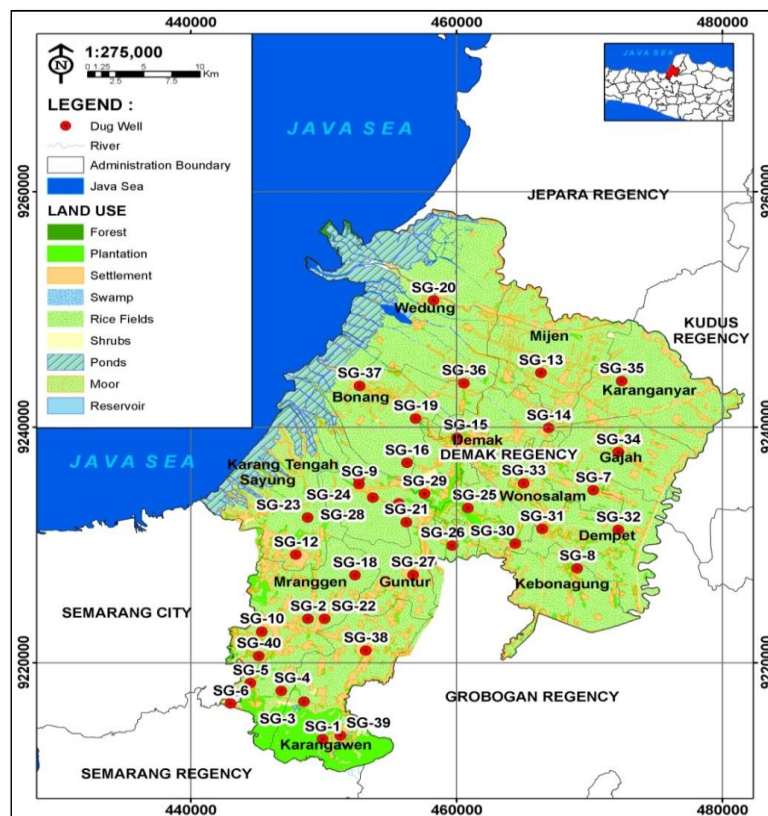 440000 460000 480000
1:275,000
N
0 1.25 2.5 5 7.5 10 Km
LEGEND :
Dug Well
River
Administration Boundary
Java Sea
LAND USE
Forest
Plantation
Settlement
Swamp
Rice Fields
Shrubs
Ponds
Moor
Reservoir
JAVA SEA
JAVA SEA
9260000 9260000
JEPARA REGENCY
SG-20
Wedung
Mijen
KUDUS
REGENCY
SG-13
SG-37
SG-36
SG-35
Bonang
Karanganyar
SG-19
SG-14
9240000 9240000
SG-15
Demak
SG-34
SG-16
DEMAK REGENCY
Gajah
JAVA SEA
Karang Tengah
Sayung
SG-9
SG-33
SG-7
SG-24
SG-29
SG-25
Wonosalam
SG-23
SG-28
SG-21
SG-31
SG-32
SG-26
SG-30
Dempet
SG-12
SG-18
SG-27
SG-8
Mranggen
Guntur
Kebonagung
SEMARANG CITY
SG-10
SG-2
SG-22
SG-40
SG-38
9220000 9220000
SG-5
SG-4
SG-6
GROBOGAN REGENCY
SG-3
SG-1
SG-39
Karangawen
SEMARANG REGENCY
440000 460000 480000